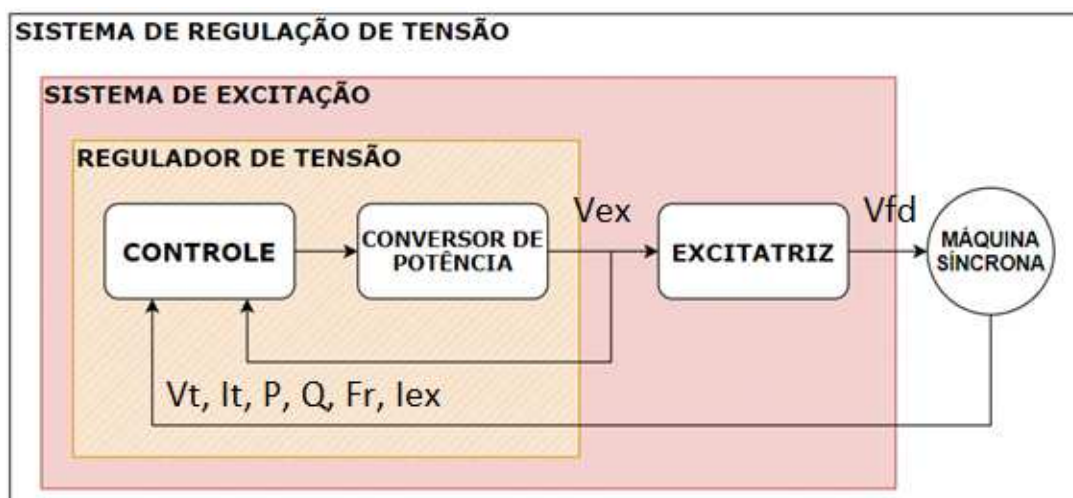 SISTEMA DE REGULAÇÃO DE TENSÃO
SISTEMA DE EXCITAÇÃO
REGULADOR DE TENSÃO
CONTROLE
CONVERSOR DE
POTÊNCIA
Vex
EXCITATRIZ
Vfd
MÁQUINA
SÍNCRONA
Vt, It, P, Q, Fr, Iex